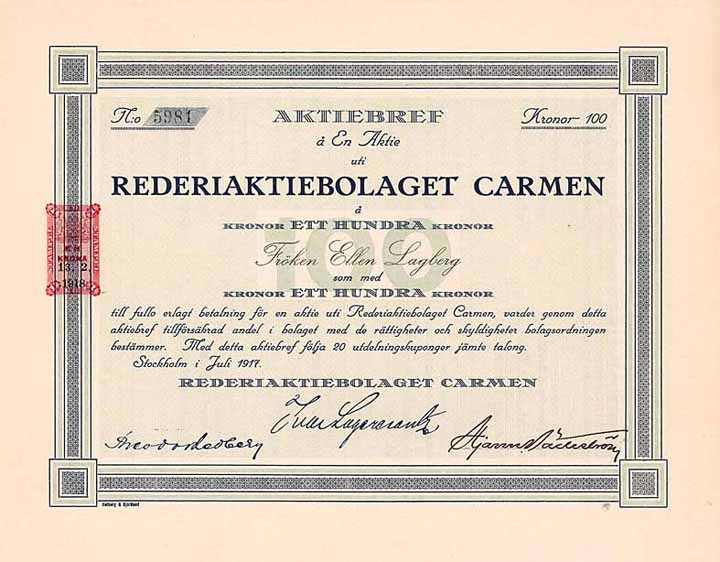 N:o 5981 AKTIEBREF Kronor 100
å En Aktie
uti
REDERIAKTIEBOLAGET CARMEN
å
KRONOR ETT HUNDRA KRONOR
100
Fröken Ellen Lagberg
som med
KRONOR ETT HUNDRA KRONOR
till fullo erlagt betalning för en aktie uti Rederiaktiebolaget Carmen, varder genom detta
aktiebref tillförsäkrad andel i bolaget med de rättigheter och skyldigheter bolagsordningen
bestämmer. Med detta aktiebref följa 20 utdelningskuponger jämte talong.
Stockholm i Juli 1917.
REDERIAKTIEBOLAGET CARMEN
Ivar Lagercrantz
EN
KRONA
13. 2.
1918